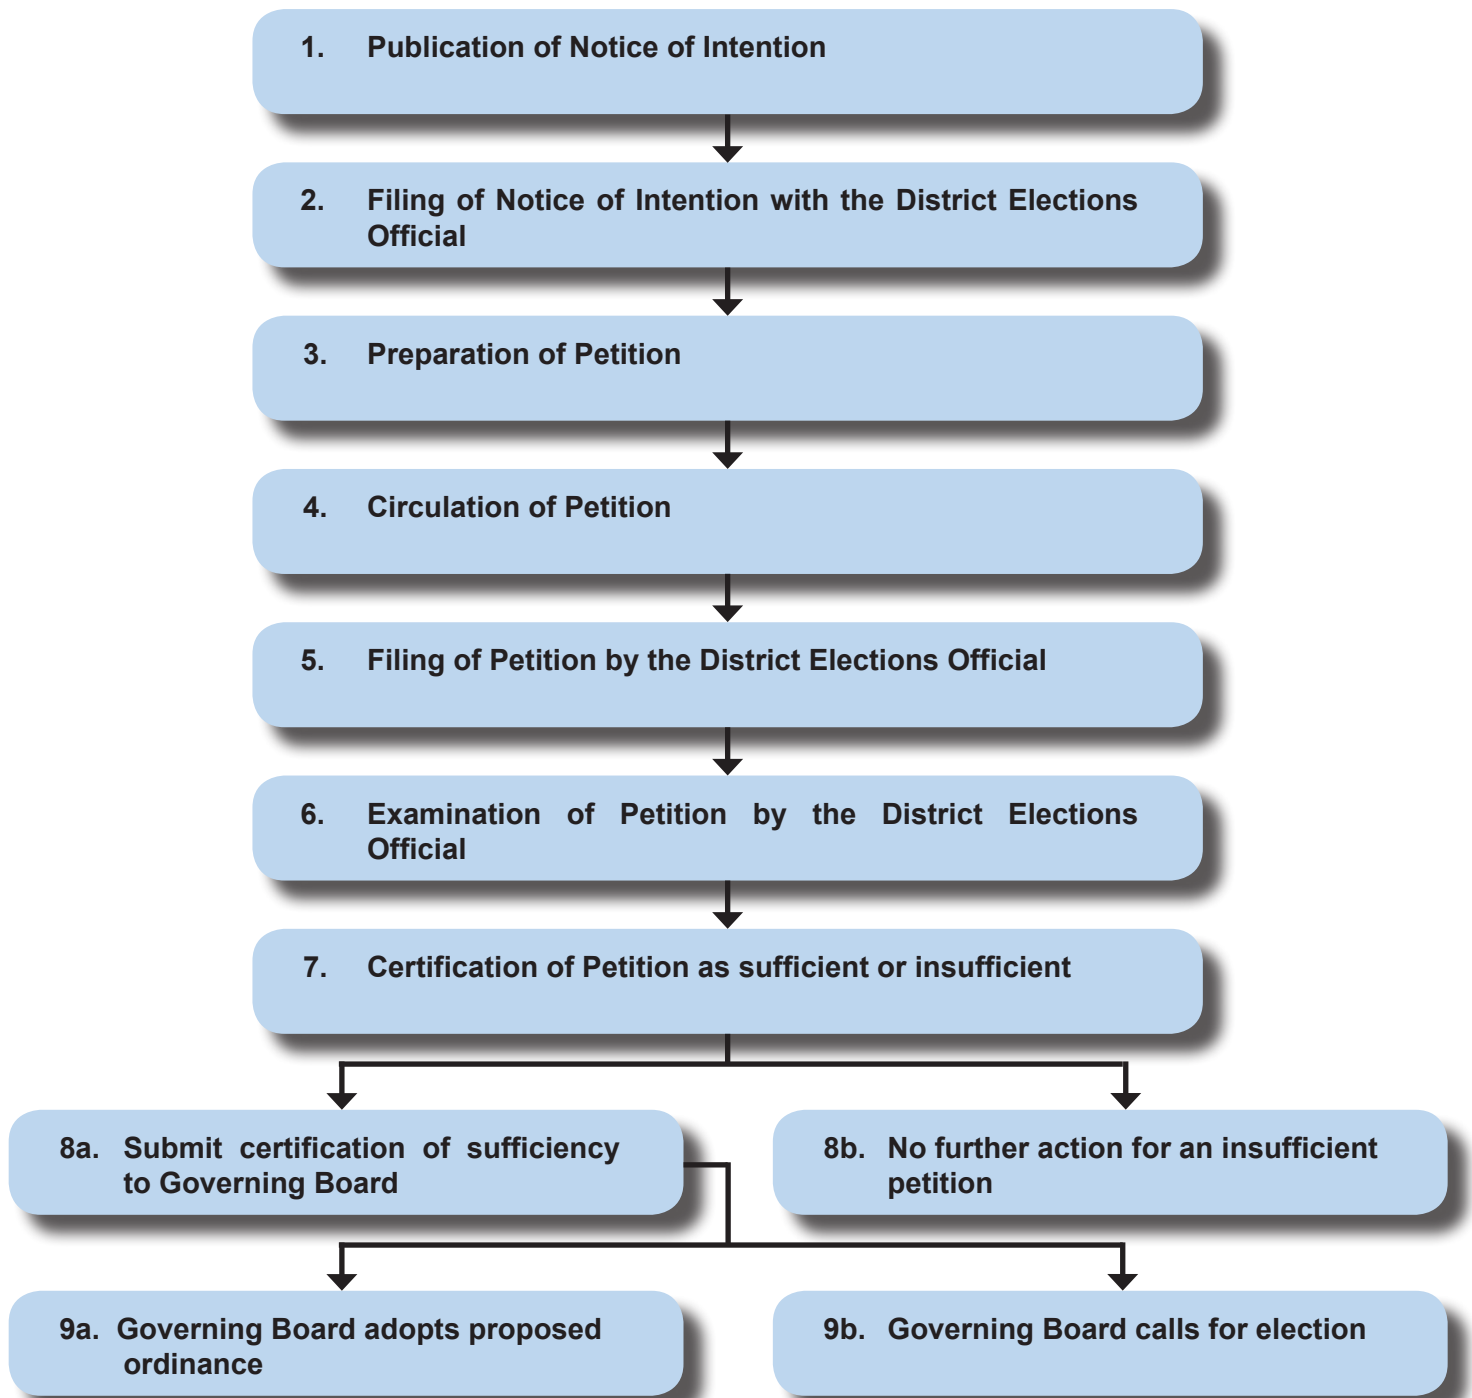 1. Publication of Notice of Intention
2. Filing of Notice of Intention with the District Elections
Official
3. Preparation of Petition
4. Circulation of Petition
5. Filing of Petition by the District Elections Official
6. Examination of Petition by the District Elections
Official
7. Certification of Petition as sufficient or insufficient
8a. Submit certification of sufficiency
to Governing Board
8b. No further action for an insufficient
petition
9a. Governing Board adopts proposed
ordinance
9b. Governing Board calls for election